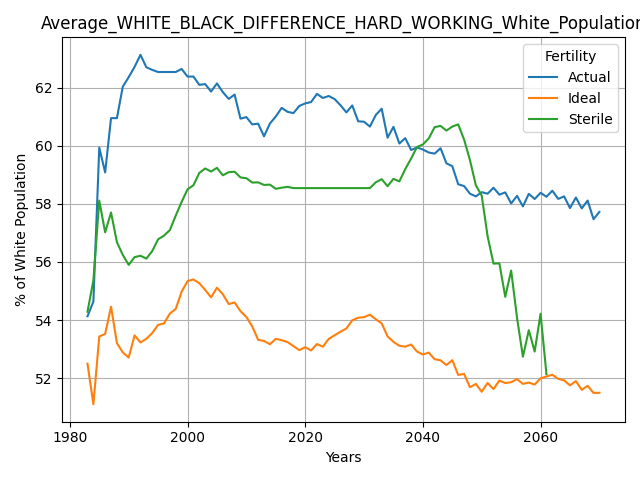 Average_WHITE_BLACK_DIFFERENCE_HARD_WORKING_White_Population
% of White Population
62
60
58
56
54
52
Fertility
Actual
Ideal
Sterile
1980
2000
2020
2040
2060
Years